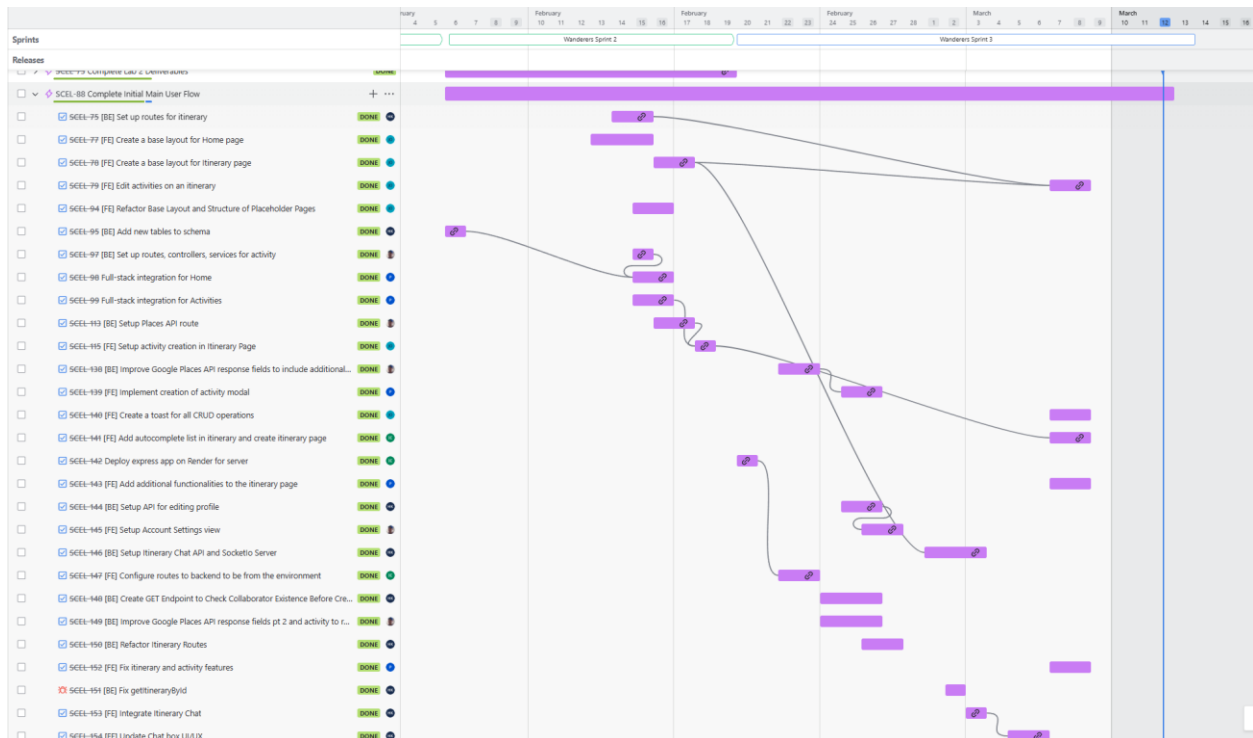 nuary February February February March March
4 5 6 7 8 9 10 11 12 13 14 15 16 17 18 19 20 21 22 23 24 25 26 27 28 1 2 3 4 5 6 7 8 9 10 11 12 13 14 15 16
Sprints Wanderers Sprint 2 Wanderers Sprint 3
Releases
SCEL-73 Complete Lab 2 Deliverables DONE
SCEL-88 Complete Initial Main User Flow
SCEL-75 [BE] Set up routes for itinerary DONE
SCEL-77 [FE] Create a base layout for Home page DONE
SCEL-78 [FE] Create a base layout for Itinerary page DONE
SCEL-79 [FE] Edit activities on an itinerary DONE
SCEL-94 [FE] Refactor Base Layout and Structure of Placeholder Pages DONE
SCEL-95 [BE] Add new tables to schema DONE
SCEL-97 [BE] Set up routes, controllers, services for activity DONE
SCEL-98 Full-stack integration for Home DONE
SCEL-99 Full-stack integration for Activities DONE
SCEL-113 [BE] Setup Places API route DONE
SCEL-115 [FE] Setup activity creation in Itinerary Page DONE
SCEL-138 [BE] Improve Google Places API response fields to include additional... DONE
SCEL-139 [FE] Implement creation of activity modal DONE
SCEL-140 [FE] Create a toast for all CRUD operations DONE
SCEL-141 [FE] Add autocomplete list in itinerary and create itinerary page DONE
SCEL-142 Deploy express app on Render for server DONE
SCEL-143 [FE] Add additional functionalities to the itinerary page DONE
SCEL-144 [BE] Setup API for editing profile DONE
SCEL-145 [FE] Setup Account Settings view DONE
SCEL-146 [BE] Setup Itinerary Chat API and SocketIo Server DONE
SCEL-147 [FE] Configure routes to backend to be from the environment DONE
SCEL-148 [BE] Create GET Endpoint to Check Collaborator Existence Before Cre... DONE
SCEL-149 [BE] Improve Google Places API response fields pt 2 and activity to r... DONE
SCEL-150 [BE] Refactor Itinerary Routes DONE
SCEL-152 [FE] Fix itinerary and activity features DONE
SCEL-151 [BE] Fix getItineraryById DONE
SCEL-153 [FE] Integrate Itinerary Chat DONE
SCEL-154 [FE] Update Chat box UI/UX DONE